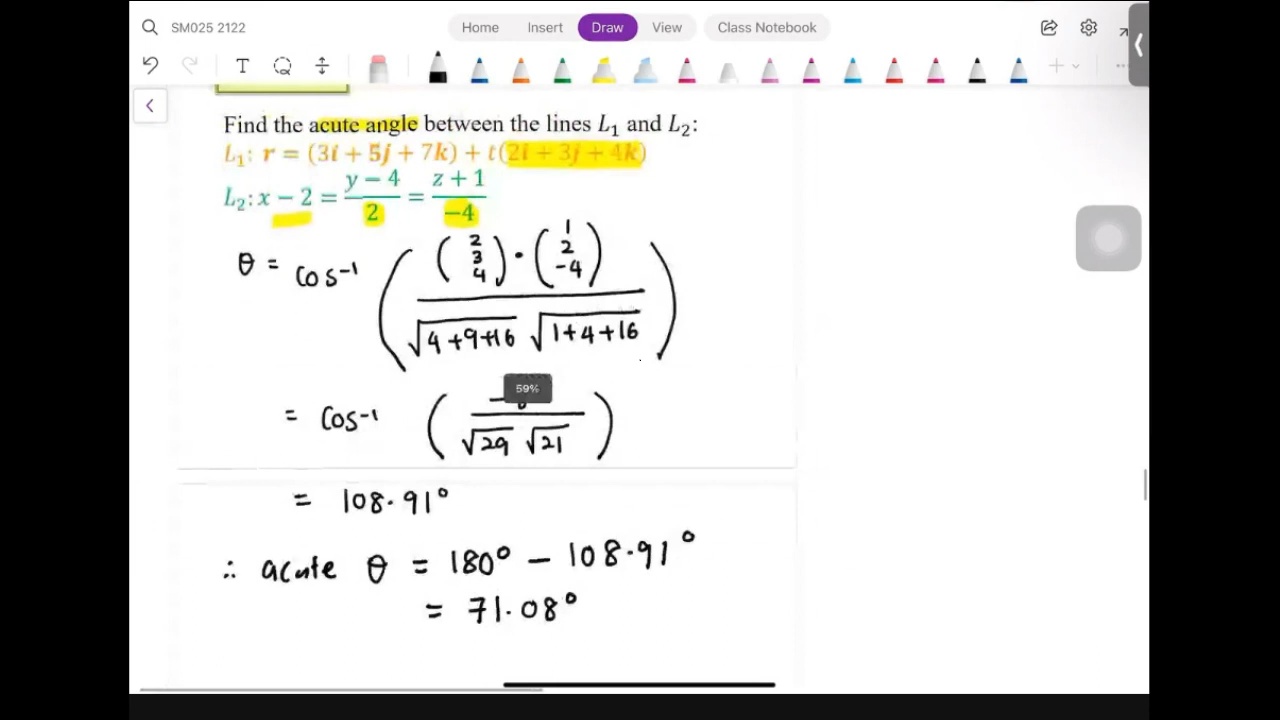 SM025 2122
Home Insert Draw View Class Notebook
Find the acute angle between the lines L₁ and L₂:
L₁: r = (3i + 5j + 7k) + t(2i + 3j + 4k)
L₂: x − 2 = (y − 4)/2 = (z + 1)/−4
θ = cos⁻¹ ( (2 3 4) · (1 2 −4) / √(4+9+16) √(1+4+16) )
59%
= cos⁻¹ ( / √29 √21 )
= 108.91°
∴ acute θ = 180° − 108.91°
= 71.08°